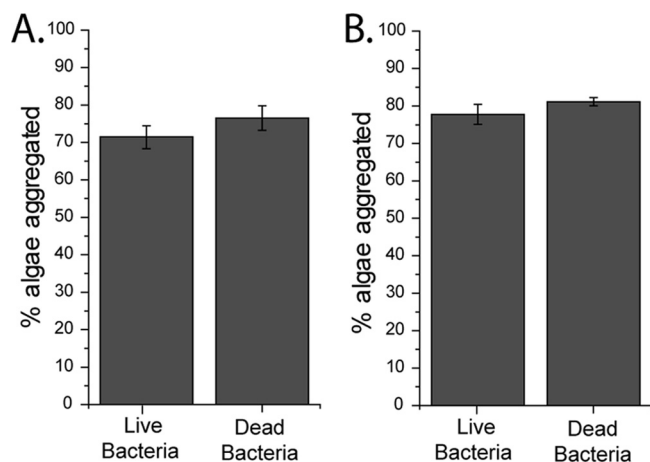 A.
% algae aggregated
100
90
80
70
60
50
40
30
20
10
0
Live
Bacteria
Dead
Bacteria
B.
% algae aggregated
100
90
80
70
60
50
40
30
20
10
0
Live
Bacteria
Dead
Bacteria